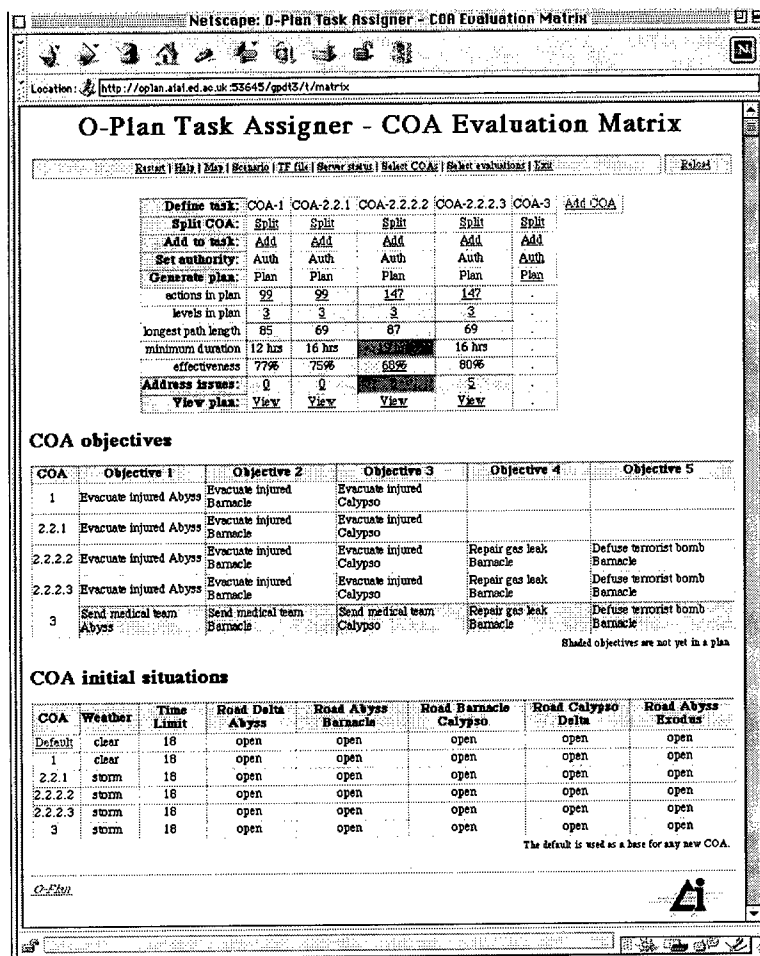 Netscape: O-Plan Task Assigner - COA Evaluation Matrix
N
Location: http://oplan.aiai.ed.ac.uk:53645/gpdt3/t/matrix
O-Plan Task Assigner - COA Evaluation Matrix
Restart | Help | Map | Scenario | TF file | Server status | Select COAs | Select evaluations | Exit Reload
Define task: COA-1 COA-2.2.1 COA-2.2.2.2 COA-2.2.2.3 COA-3 Add COA
Split COA: Split Split Split Split Split
Add to task: Add Add Add Add Add
Set authority: Auth Auth Auth Auth Auth
Generate plan: Plan Plan Plan Plan Plan
actions in plan 99 99 147 147 .
levels in plan 3 3 3 3 .
longest path length 85 69 87 69 .
minimum duration 12 hrs 16 hrs 16 hrs .
effectiveness 77% 75% 68% 80% .
Address issues: 0 0 5 .
View plan: View View View View .
COA objectives
COA Objective 1 Objective 2 Objective 3 Objective 4 Objective 5
1 Evacuate injured Abyss Evacuate injured Barnacle Evacuate injured Calypso
2.2.1 Evacuate injured Abyss Evacuate injured Barnacle Evacuate injured Calypso
2.2.2.2 Evacuate injured Abyss Evacuate injured Barnacle Evacuate injured Calypso Repair gas leak Barnacle Defuse terrorist bomb Barnacle
2.2.2.3 Evacuate injured Abyss Evacuate injured Barnacle Evacuate injured Calypso Repair gas leak Barnacle Defuse terrorist bomb Barnacle
3 Send medical team Abyss Send medical team Barnacle Send medical team Calypso Repair gas leak Barnacle Defuse terrorist bomb Barnacle
Shaded objectives are not yet in a plan
COA initial situations
COA Weather Time Limit Road Delta Abyss Road Abyss Barnacle Road Barnacle Calypso Road Calypso Delta Road Abyss Exodus
Default clear 18 open open open open open
1 clear 18 open open open open open
2.2.1 storm 18 open open open open open
2.2.2.2 storm 18 open open open open open
2.2.2.3 storm 18 open open open open open
3 storm 18 open open open open open
The default is used as a base for any new COA.
O-Plan
Ai